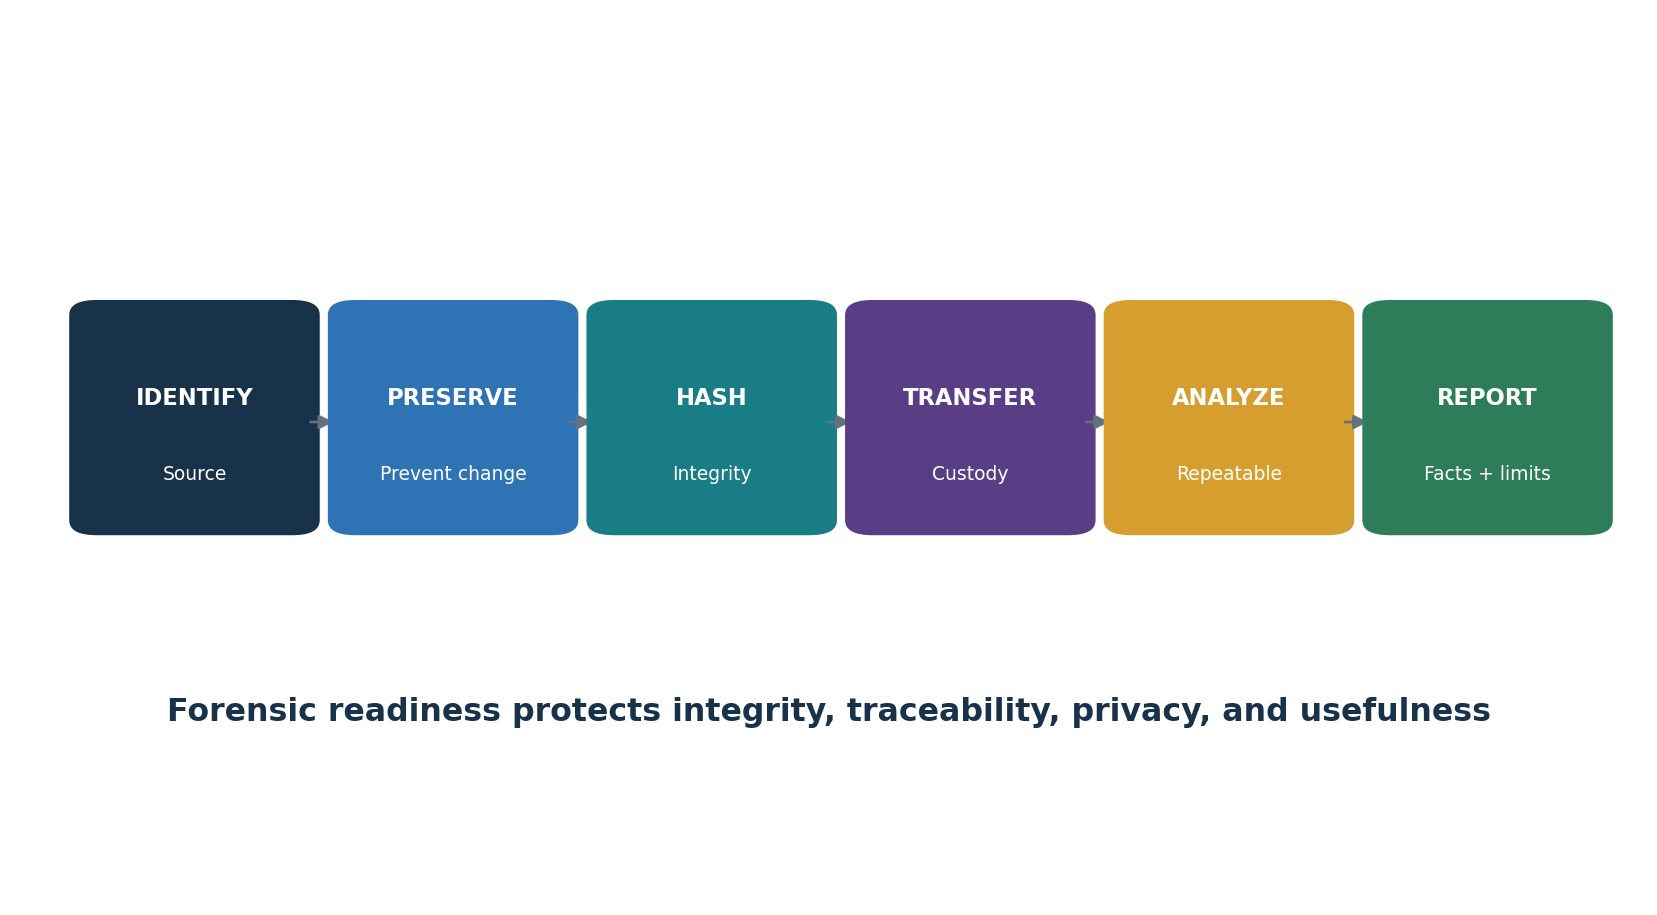 IDENTIFY
Source
PRESERVE
Prevent change
HASH
Integrity
TRANSFER
Custody
ANALYZE
Repeatable
REPORT
Facts + limits
Forensic readiness protects integrity, traceability, privacy, and usefulness